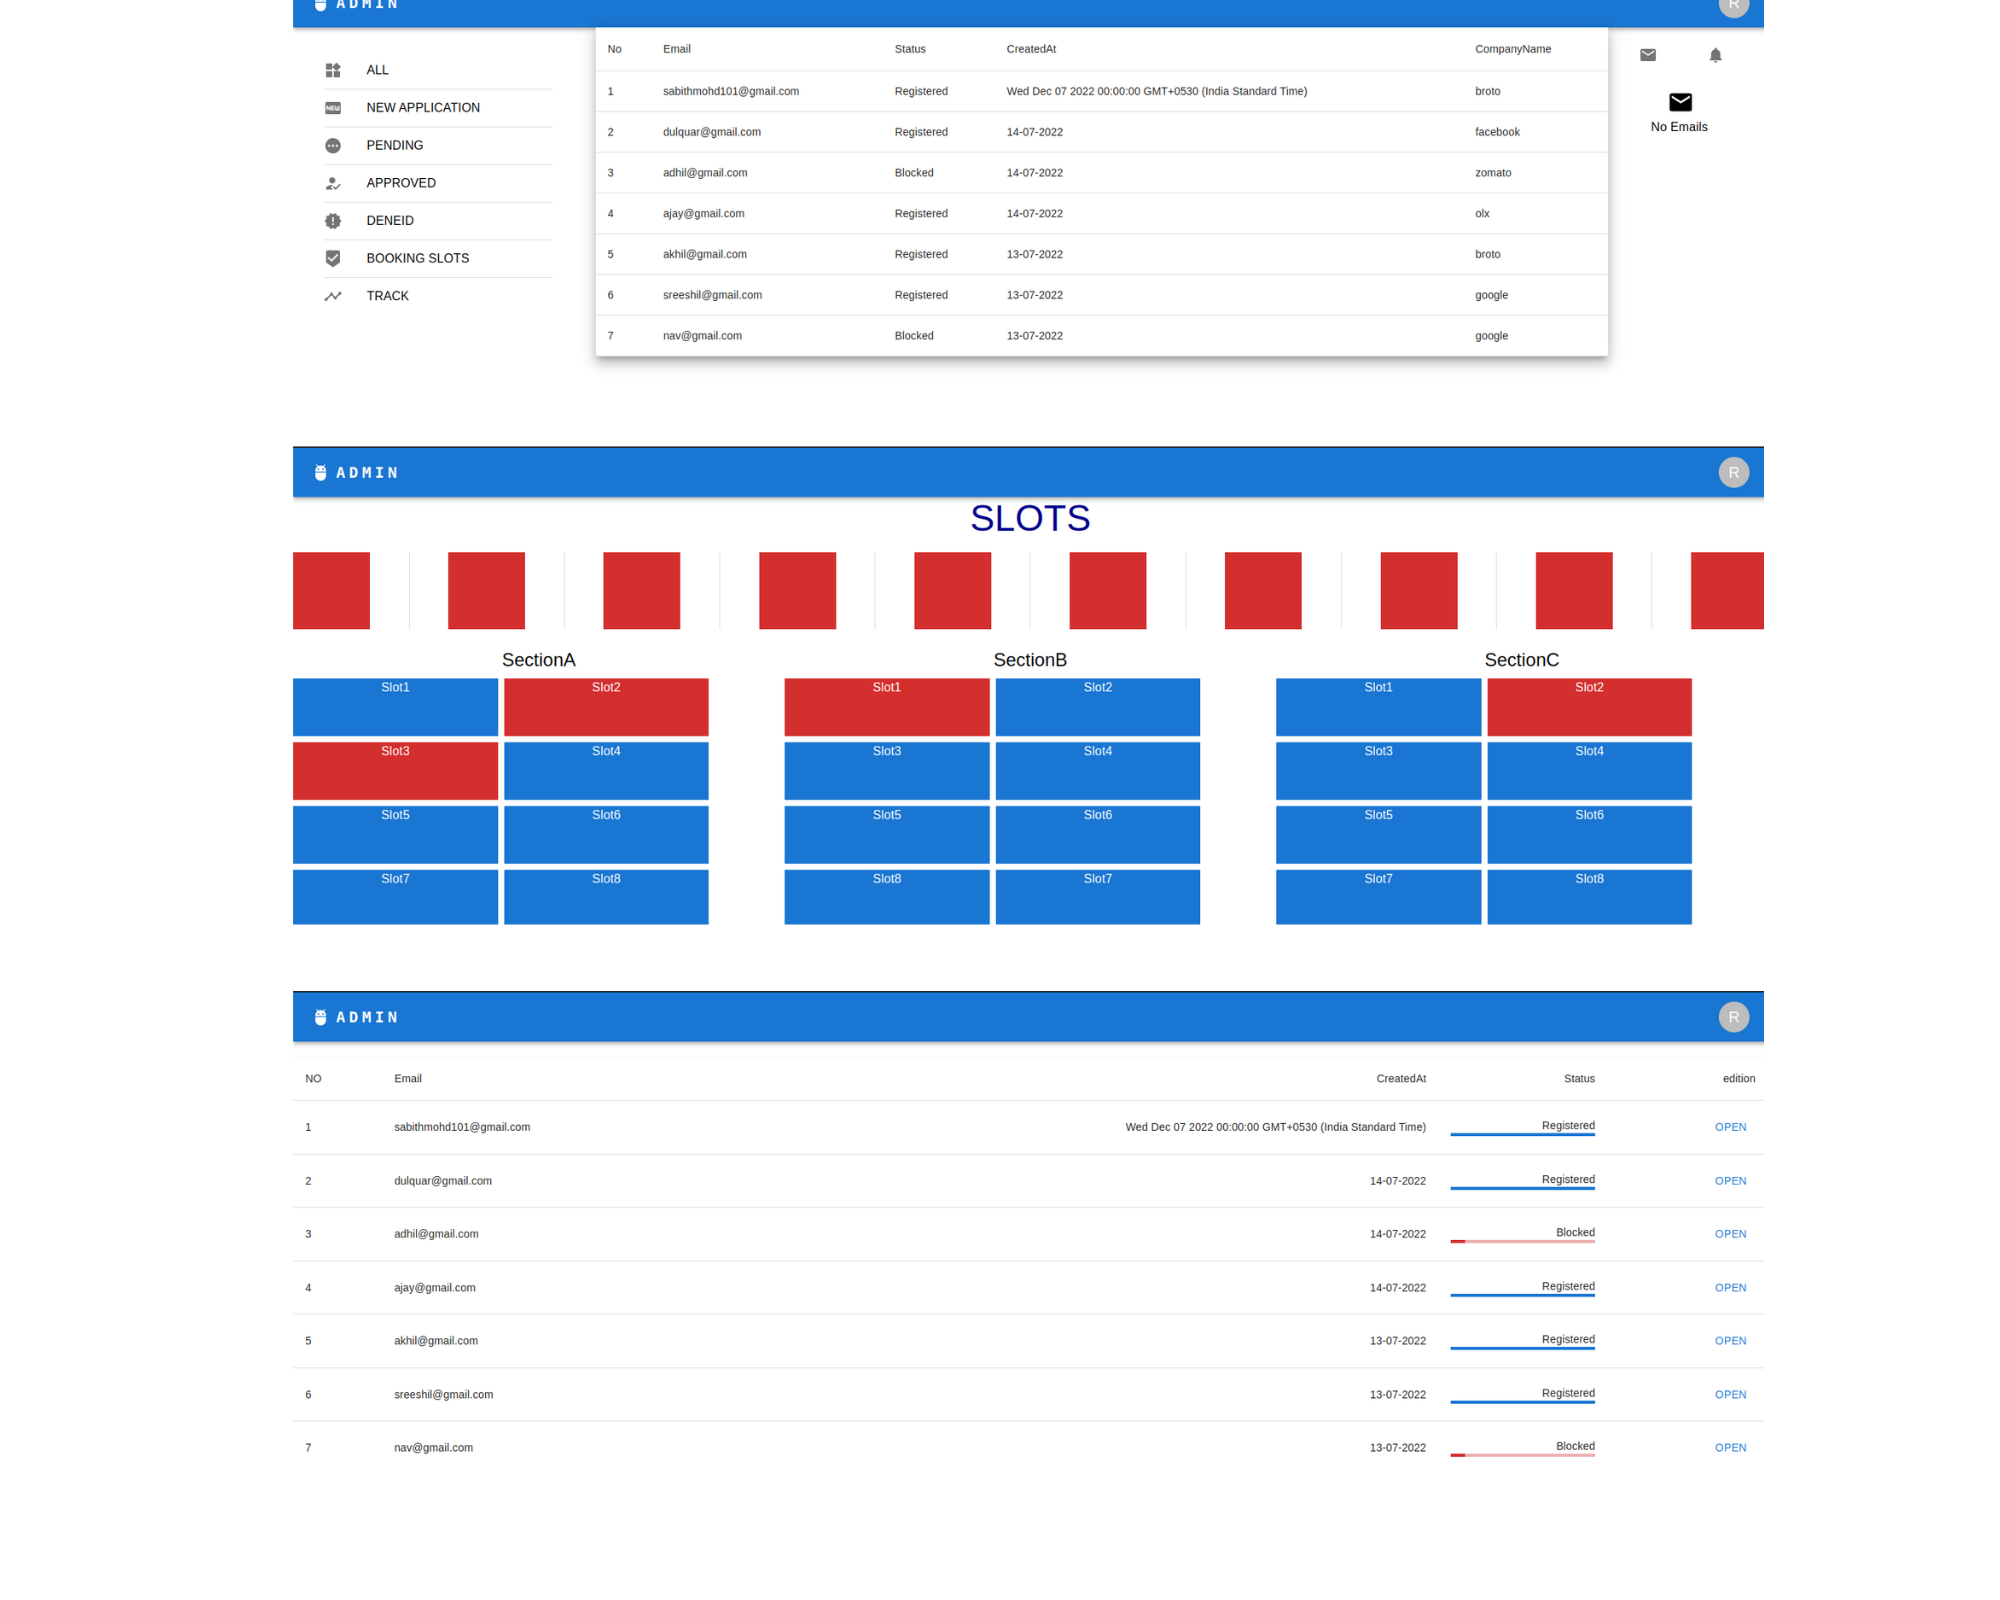 ADMIN R
No Email Status CreatedAt CompanyName
ALL
NEW APPLICATION
PENDING
APPROVED
DENEID
BOOKING SLOTS
TRACK
1 sabithmohd101@gmail.com Registered Wed Dec 07 2022 00:00:00 GMT+0530 (India Standard Time) broto
2 dulquar@gmail.com Registered 14-07-2022 facebook
3 adhil@gmail.com Blocked 14-07-2022 zomato
4 ajay@gmail.com Registered 14-07-2022 olx
5 akhil@gmail.com Registered 13-07-2022 broto
6 sreeshil@gmail.com Registered 13-07-2022 google
7 nav@gmail.com Blocked 13-07-2022 google
No Emails
ADMIN R
SLOTS
SectionA SectionB SectionC
Slot1 Slot2 Slot1 Slot2 Slot1 Slot2
Slot3 Slot4 Slot3 Slot4 Slot3 Slot4
Slot5 Slot6 Slot5 Slot6 Slot5 Slot6
Slot7 Slot8 Slot8 Slot7 Slot7 Slot8
ADMIN R
NO Email CreatedAt Status edition
1 sabithmohd101@gmail.com Wed Dec 07 2022 00:00:00 GMT+0530 (India Standard Time) Registered OPEN
2 dulquar@gmail.com 14-07-2022 Registered OPEN
3 adhil@gmail.com 14-07-2022 Blocked OPEN
4 ajay@gmail.com 14-07-2022 Registered OPEN
5 akhil@gmail.com 13-07-2022 Registered OPEN
6 sreeshil@gmail.com 13-07-2022 Registered OPEN
7 nav@gmail.com 13-07-2022 Blocked OPEN